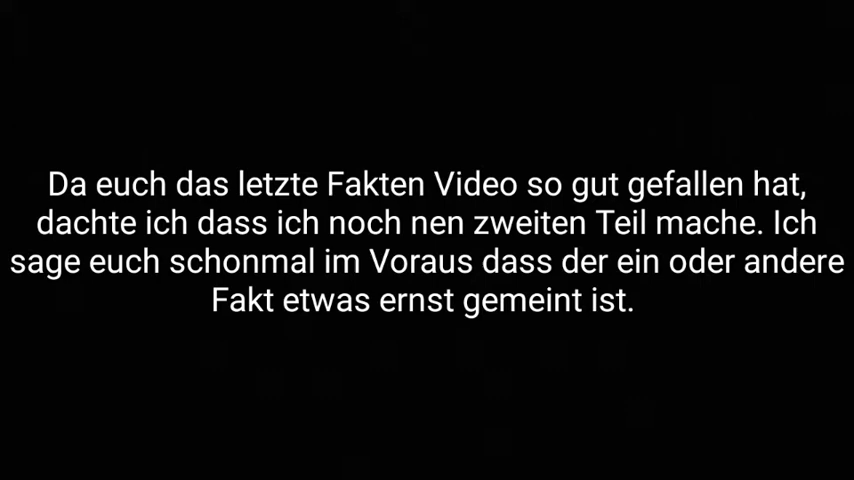 Da euch das letzte Fakten Video so gut gefallen hat,
dachte ich dass ich noch nen zweiten Teil mache. Ich
sage euch schonmal im Voraus dass der ein oder andere
Fakt etwas ernst gemeint ist.